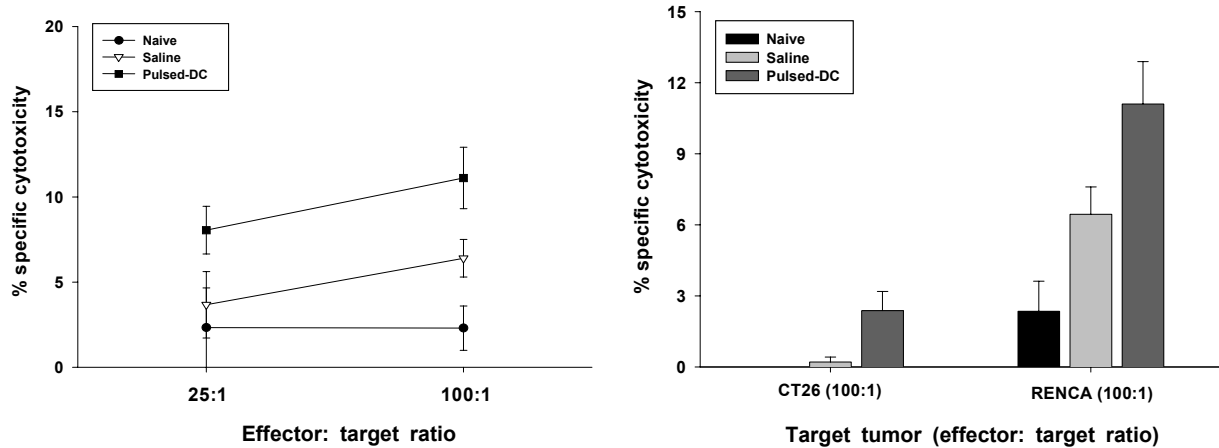 20
15
10
5
0
% specific cytotoxicity
Naive
Saline
Pulsed-DC
25:1
100:1
Effector: target ratio
15
12
9
6
3
0
% specific cytotoxicity
Naive
Saline
Pulsed-DC
CT26 (100:1)
RENCA (100:1)
Target tumor (effector: target ratio)